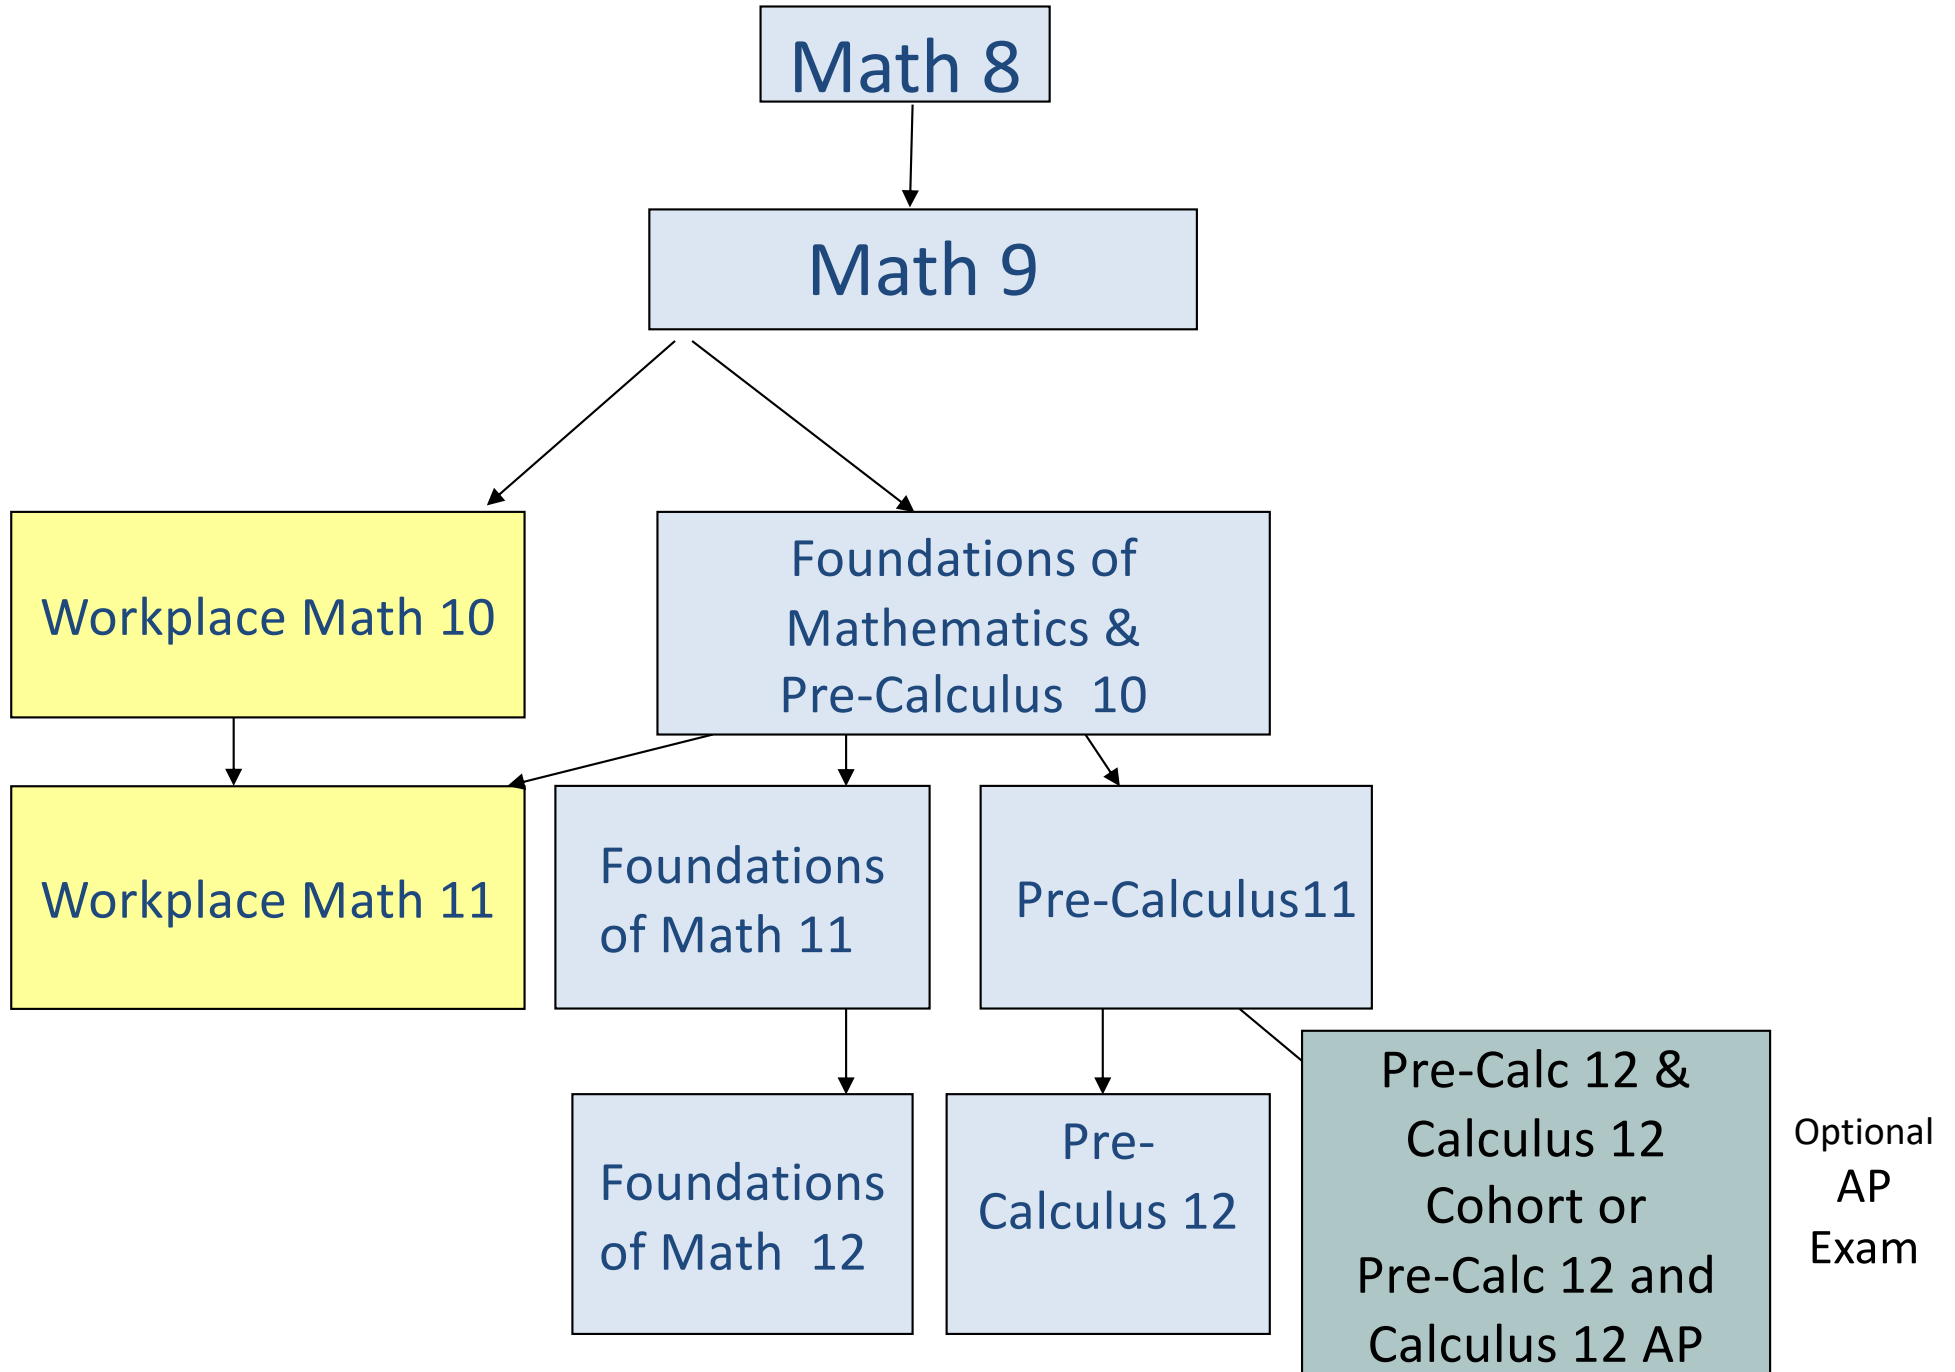 Math 8
Math 9
Workplace Math 10
Foundations of
Mathematics &
Pre-Calculus  10
Workplace Math 11
Foundations
of Math 11
Pre-Calculus11
Foundations
of Math  12
Pre-
Calculus 12
Pre-Calc 12 &
Calculus 12
Cohort or
Pre-Calc 12 and
Calculus 12 AP
Optional
AP
Exam